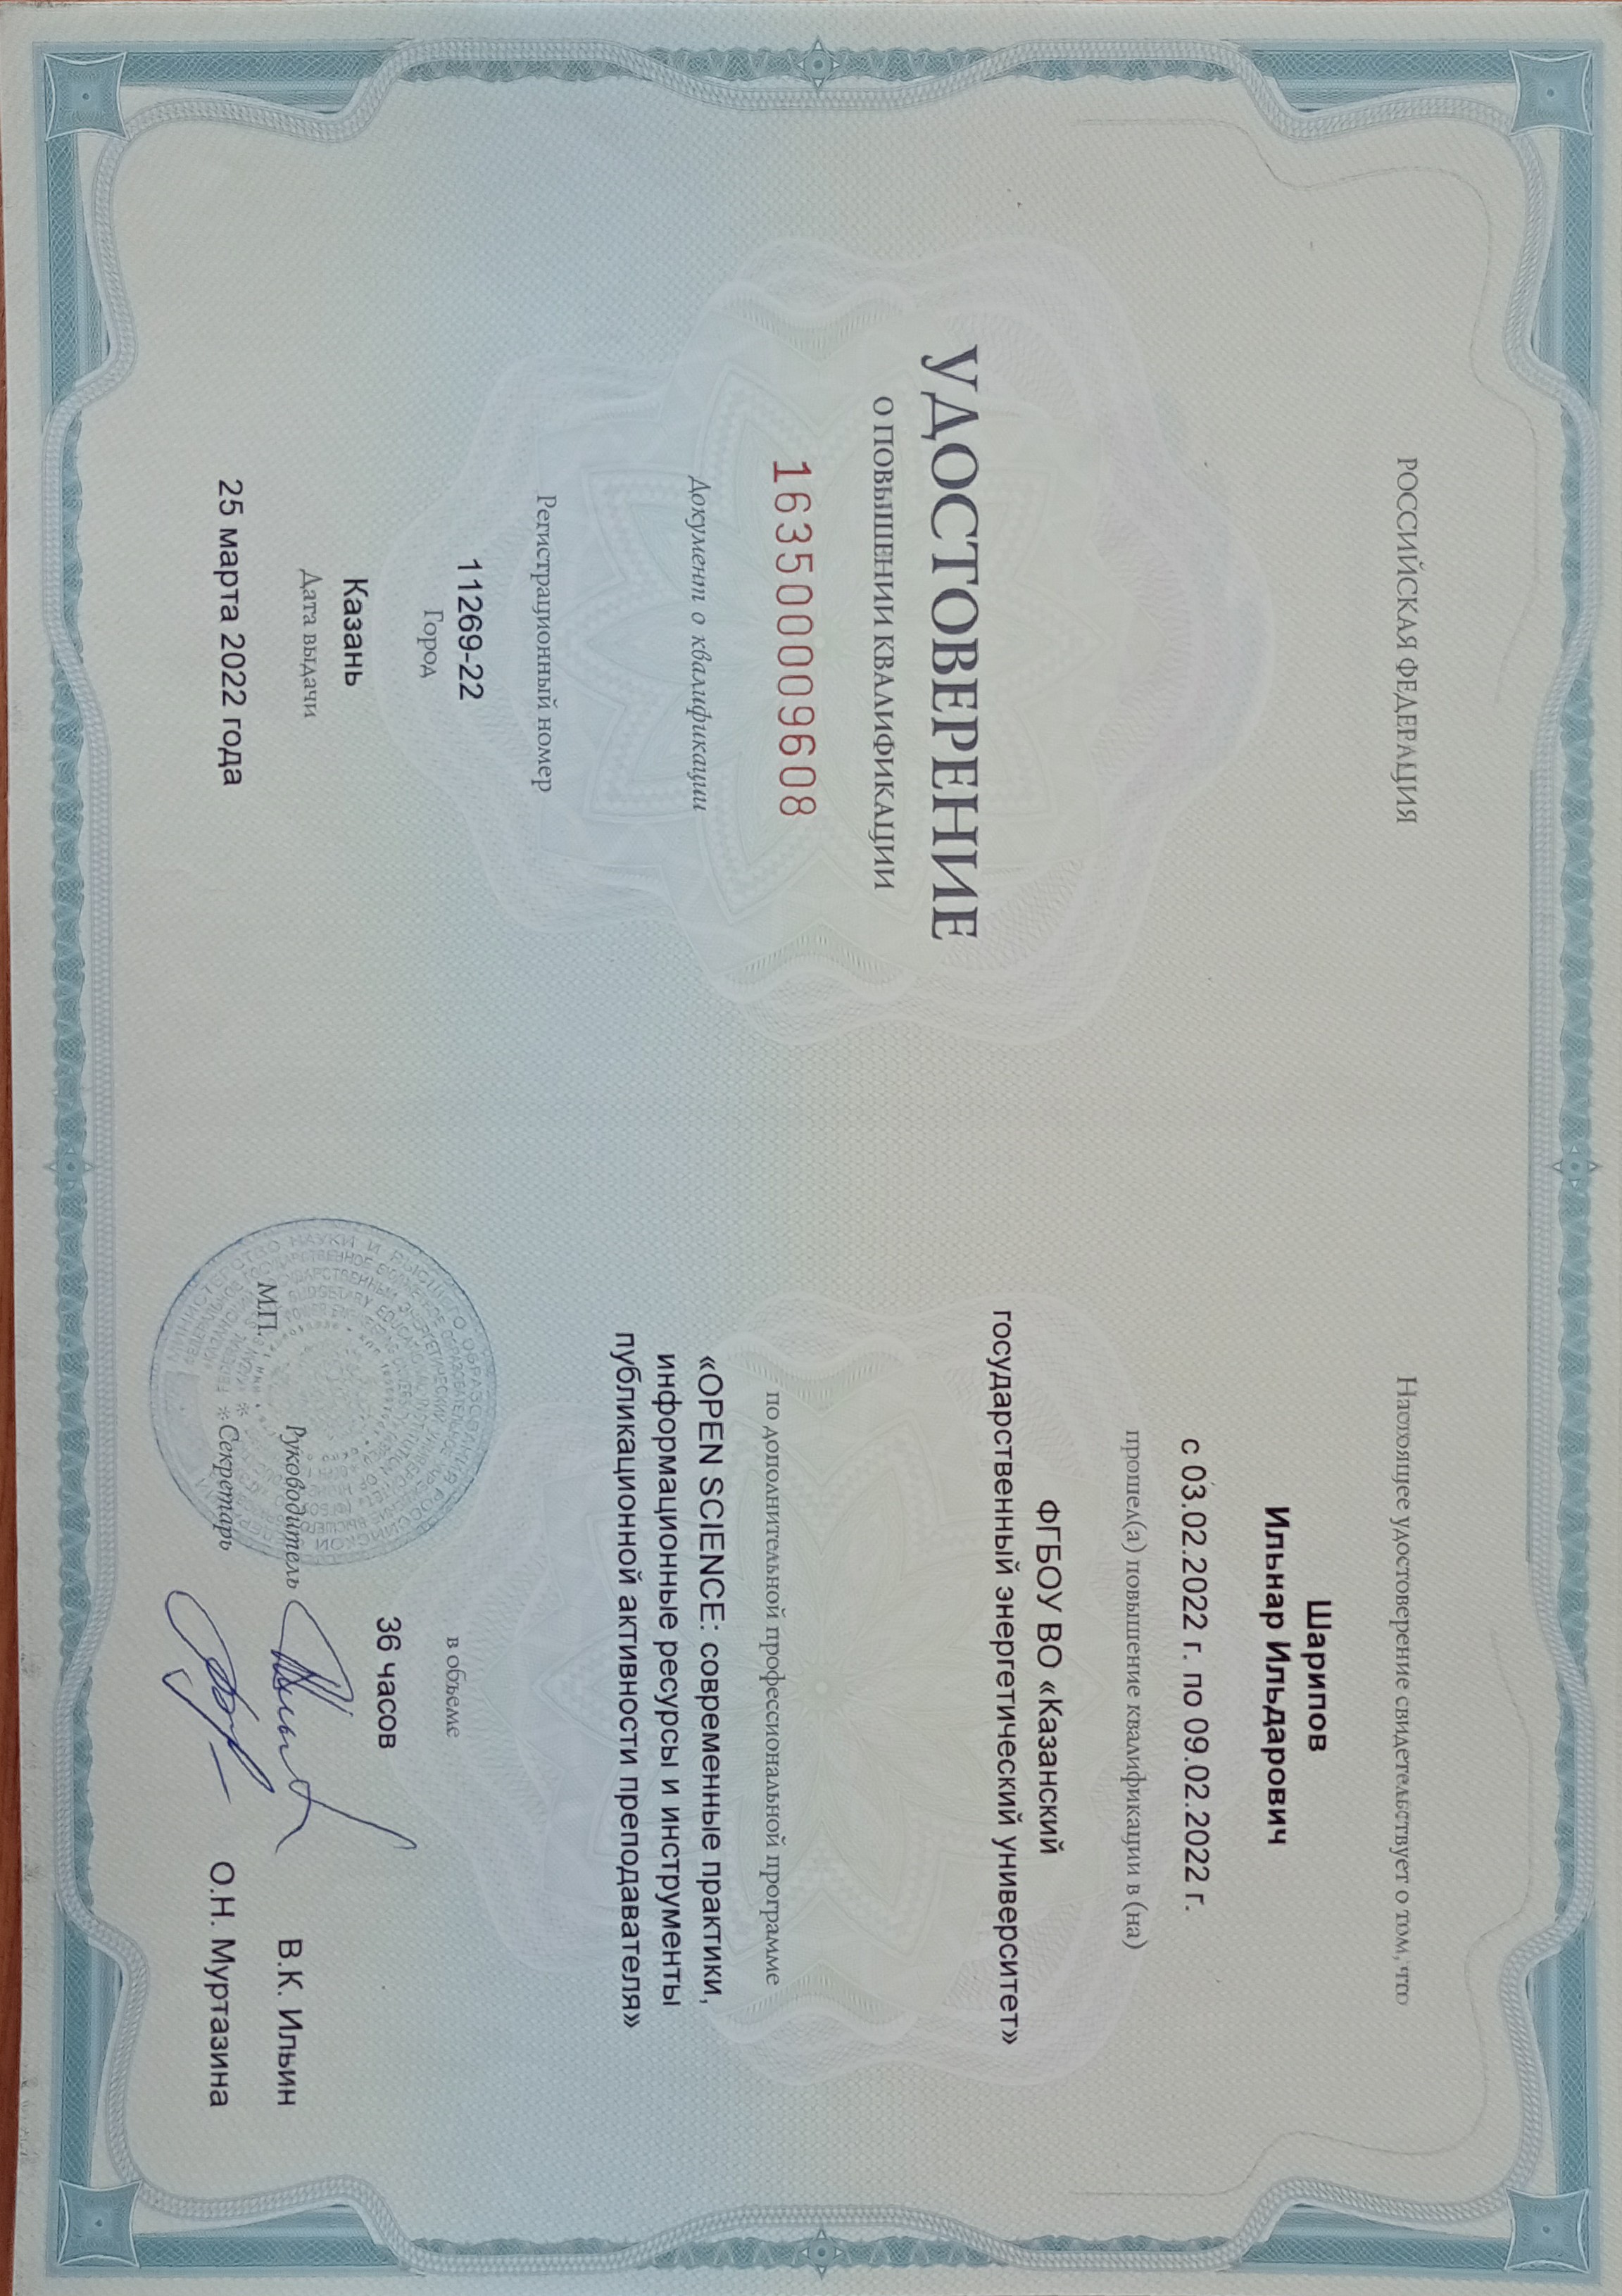 РОССИЙСКАЯ ФЕДЕРАЦИЯ
УДОСТОВЕРЕНИЕ
О ПОВЫШЕНИИ КВАЛИФИКАЦИИ
163500009608
Документ о квалификации
Регистрационный номер
11269-22
Город
Казань
Дата выдачи
25 марта 2022 года
Настоящее удостоверение свидетельствует о том, что
Шарипов
Ильнар Ильдарович
с 03.02.2022 г. по 09.02.2022 г.
прошел(а) повышение квалификации в (на)
ФГБОУ ВО «Казанский
государственный энергетический университет»
по дополнительной профессиональной программе
«OPEN SCIENCE: современные практики,
информационные ресурсы и инструменты
публикационной активности преподавателя»
в объеме
36 часов
М.П.
Руководитель В.К. Ильин
Секретарь О.Н. Муртазина